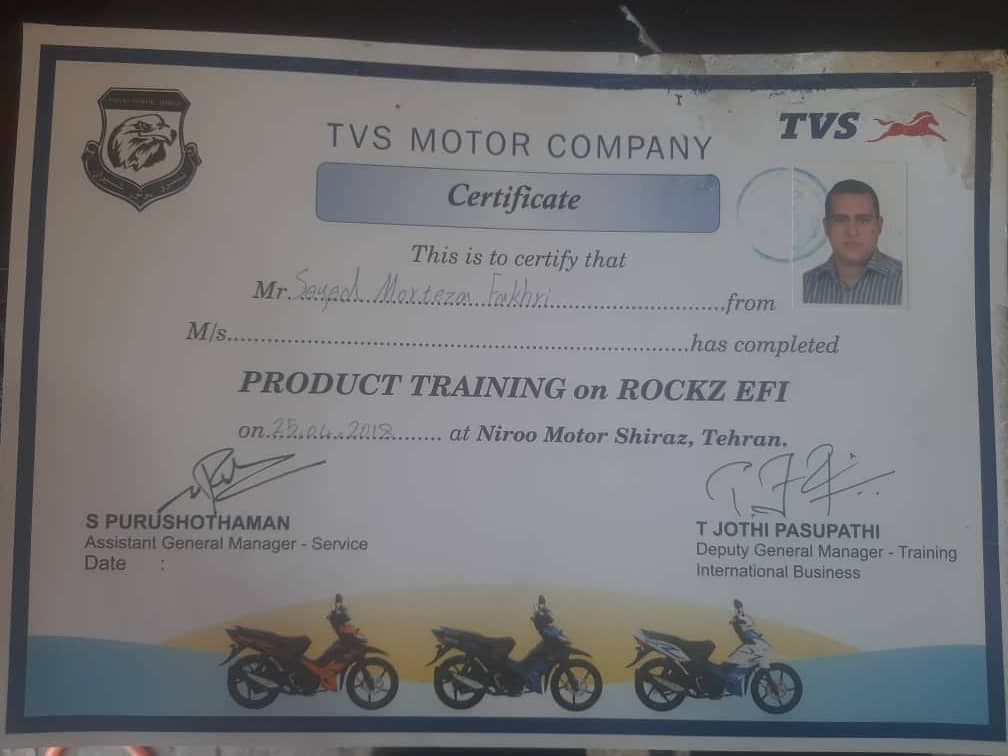 TVS
TVS MOTOR COMPANY
Certificate
This is to certify that
Mr. Sayad Morteza Fakhri from
M/s. has completed
PRODUCT TRAINING on ROCKZ EFI
on 25.04.2018 at Niroo Motor Shiraz, Tehran.
S PURUSHOTHAMAN
Assistant General Manager - Service
Date :
T JOTHI PASUPATHI
Deputy General Manager - Training
International Business